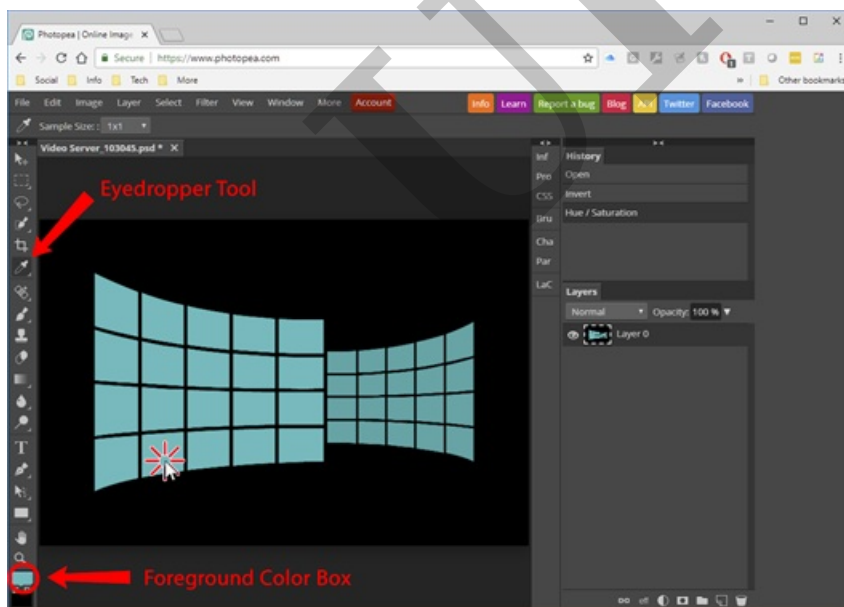 Photopea | Online Image
Secure | https://www.photopea.com
Social Info Tech More
Other bookmarks
File Edit Image Layer Select Filter View Window More Account
Info Learn Report a bug Blog Twitter Facebook
Sample Size: : 1x1
Video Server_103045.psd *
Inf
Pro
CSS
Bru
Cha
Par
LaC
History
Open
Invert
Hue / Saturation
Eyedropper Tool
Layers
Normal Opacity: 100 %
Layer 0
Foreground Color Box